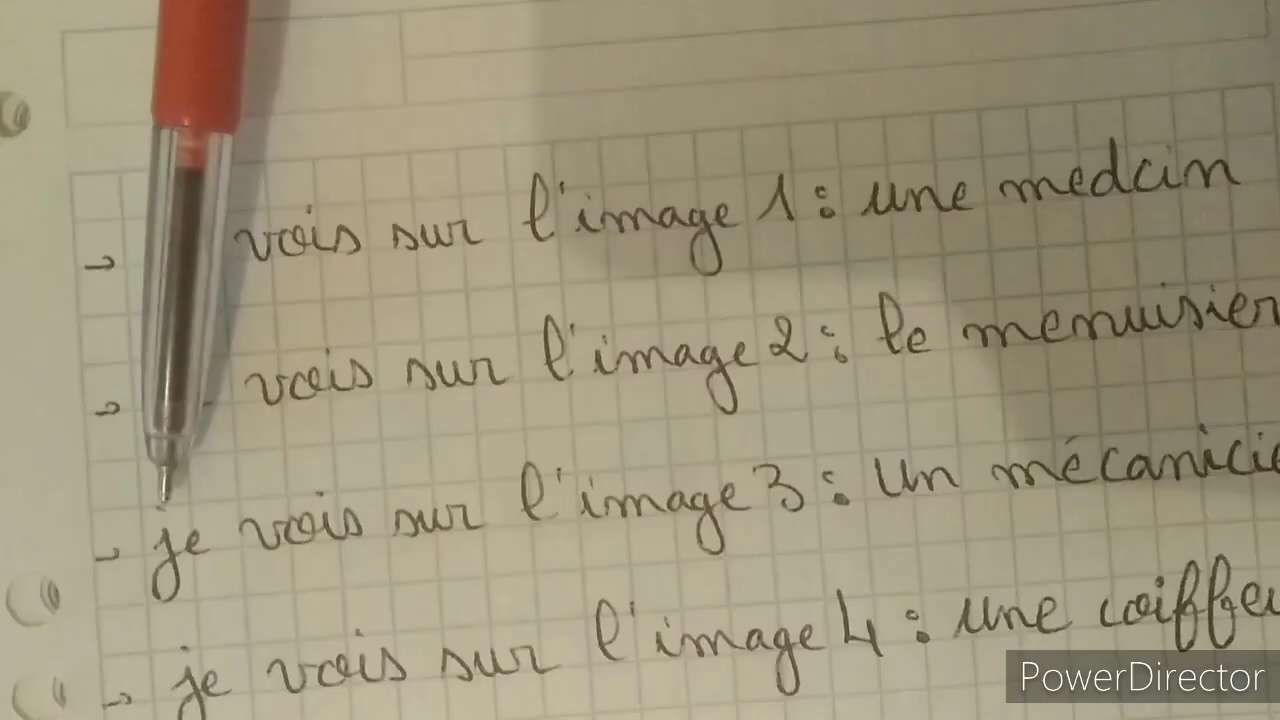 → vois sur l'image 1 : une medcin
→ vois sur l'image 2 : le menuisier
→ je vois sur l'image 3 : un mécanicie
→ je vois sur l'image 4 : une coiffeu
PowerDirector